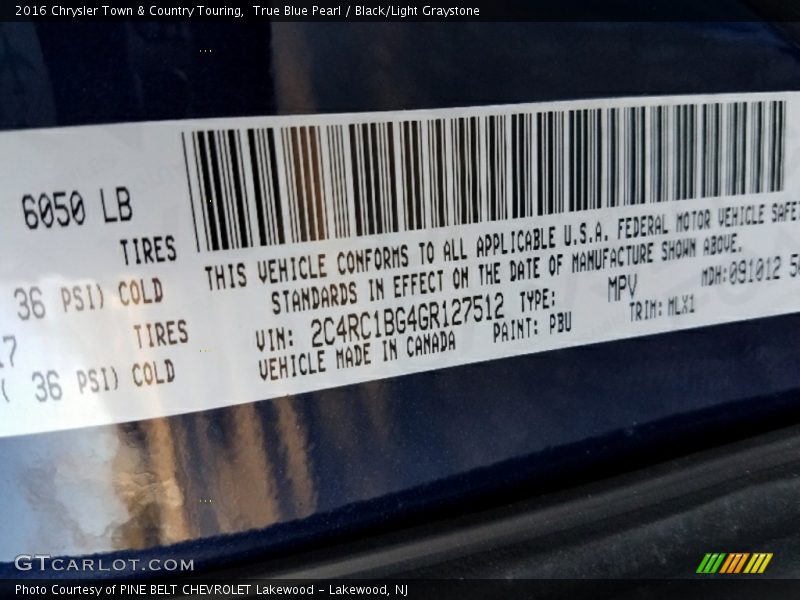 2016 Chrysler Town & Country Touring, True Blue Pearl / Black/Light Graystone
6050 LB
TIRES
36 PSI) COLD
TIRES
( 36 PSI) COLD
THIS VEHICLE CONFORMS TO ALL APPLICABLE U.S.A. FEDERAL MOTOR VEHICLE SAFE
STANDARDS IN EFFECT ON THE DATE OF MANUFACTURE SHOWN ABOVE.
VIN: 2C4RC1BG4GR127512 TYPE: MPV MDH:091012
VEHICLE MADE IN CANADA PAINT: PBU TRIM: MLX1
GTCARLOT.COM
Photo Courtesy of PINE BELT CHEVROLET Lakewood - Lakewood, NJ